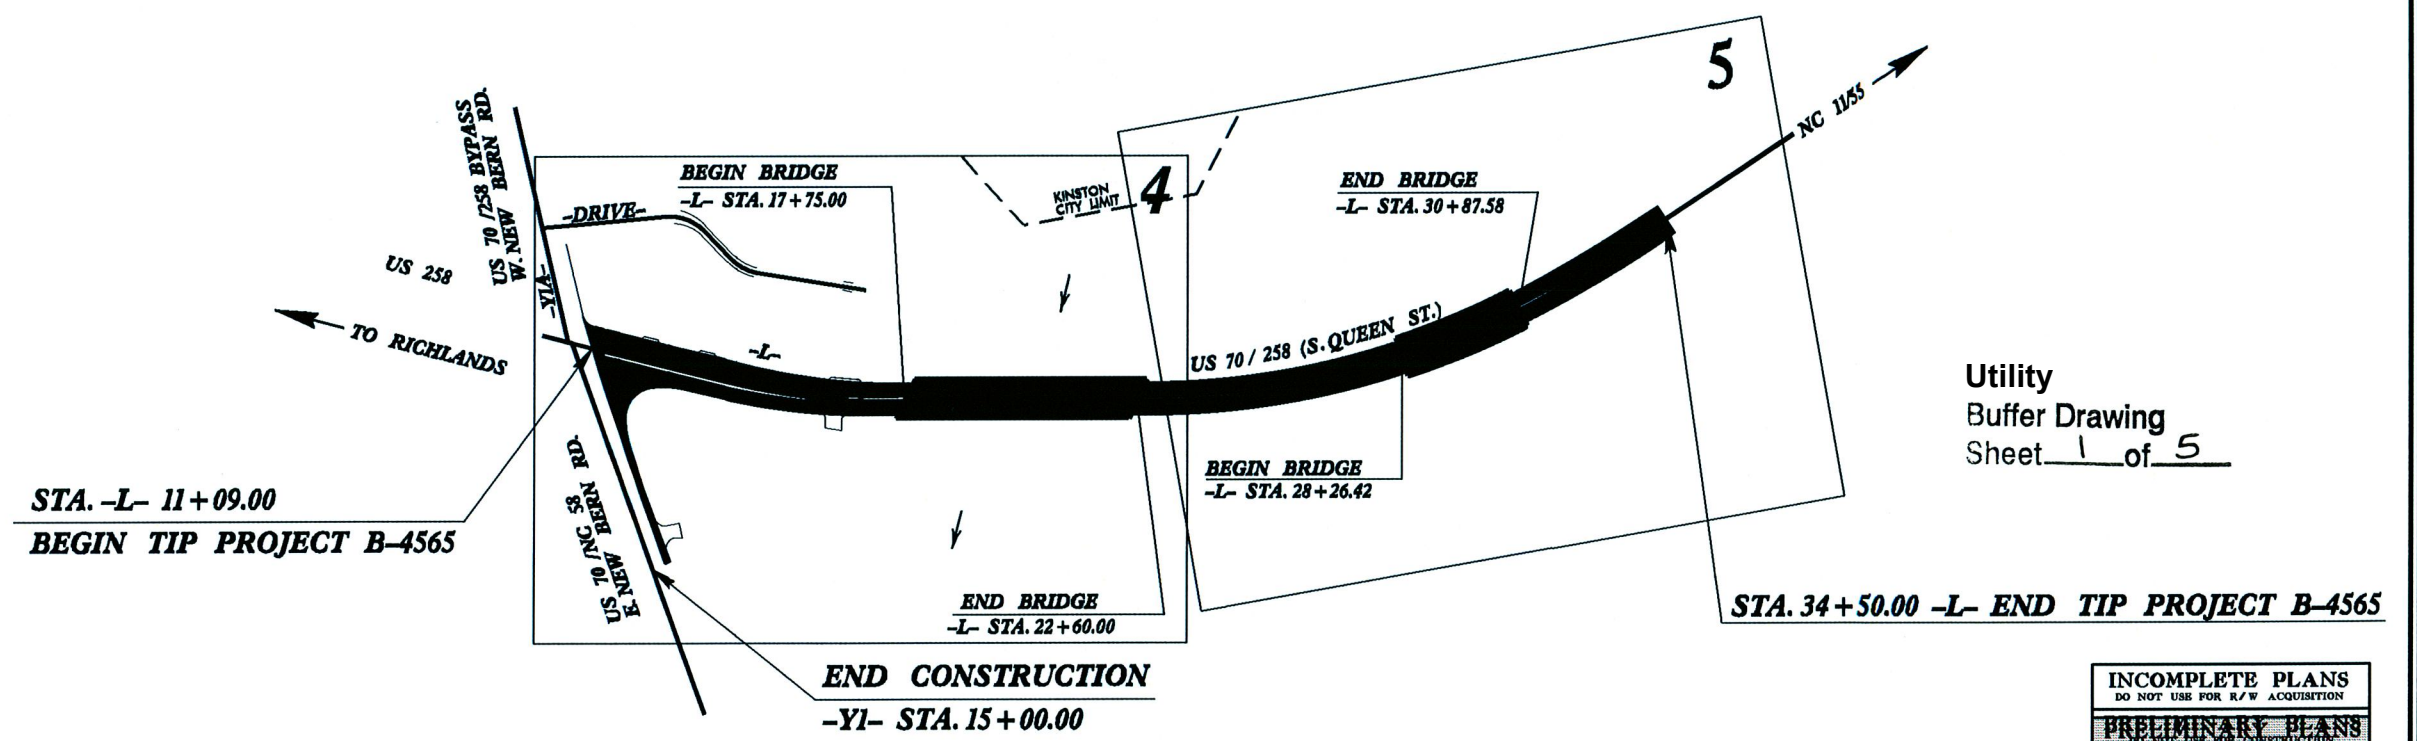 5
NC 11/55
US 70 /258 BYPASS
W. NEW BERN RD.
BEGIN BRIDGE
-L- STA. 17+75.00
KINSTON
CITY LIMIT
4
END BRIDGE
-L- STA. 30+87.58
-DRIVE-
US 258
-Y1A-
TO RICHLANDS
-L-
US 70 / 258 (S. QUEEN ST.)
Utility
Buffer Drawing
Sheet 1 of 5
BEGIN BRIDGE
-L- STA. 28+26.42
STA. -L- 11+09.00
BEGIN TIP PROJECT B-4565
US 70 /NC 58
E. NEW BERN RD.
END BRIDGE
-L- STA. 22+60.00
STA. 34+50.00 -L- END TIP PROJECT B-4565
END CONSTRUCTION
-Y1- STA. 15+00.00
INCOMPLETE PLANS
DO NOT USE FOR R/W ACQUISITION
PRELIMINARY PLANS